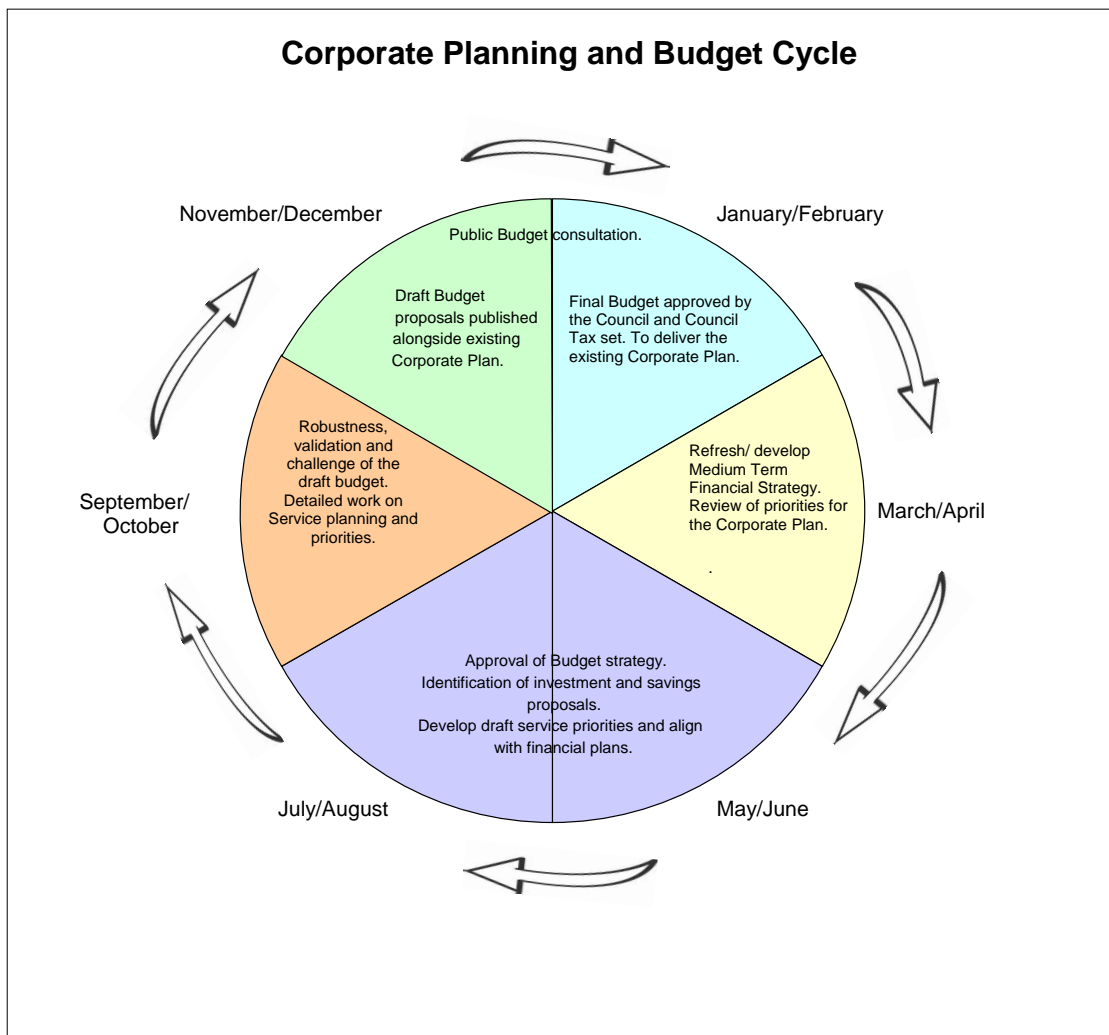 Corporate Planning and Budget Cycle
November/December
January/February
Public Budget consultation.
Draft Budget
proposals published
alongside existing
Corporate Plan.
Final Budget approved by
the Council and Council
Tax set. To deliver the
existing Corporate Plan.
Robustness,
validation and
challenge of the
draft budget.
Detailed work on
Service planning and
priorities.
Refresh/ develop
Medium Term
Financial Strategy.
Review of priorities for
the Corporate Plan.
.
September/
October
March/April
Approval of Budget strategy.
Identification of investment and savings
proposals.
Develop draft service priorities and align
with financial plans.
July/August
May/June